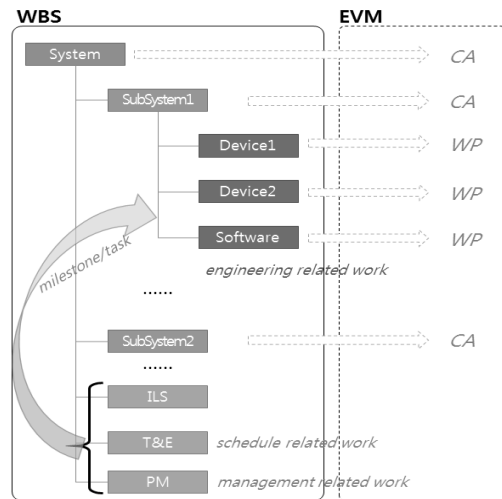 WBS
EVM
System
CA
SubSystem1
CA
Device1
WP
Device2
WP
Software
WP
milestone/task
engineering related work
......
SubSystem2
CA
......
ILS
T&E
schedule related work
PM
management related work